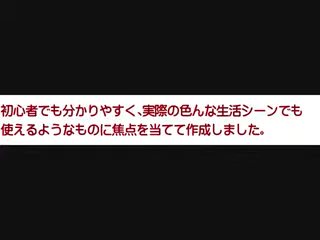 初心者でも分かりやすく、実際の色んな生活シーンでも
使えるようなものに焦点を当てて作成しました。